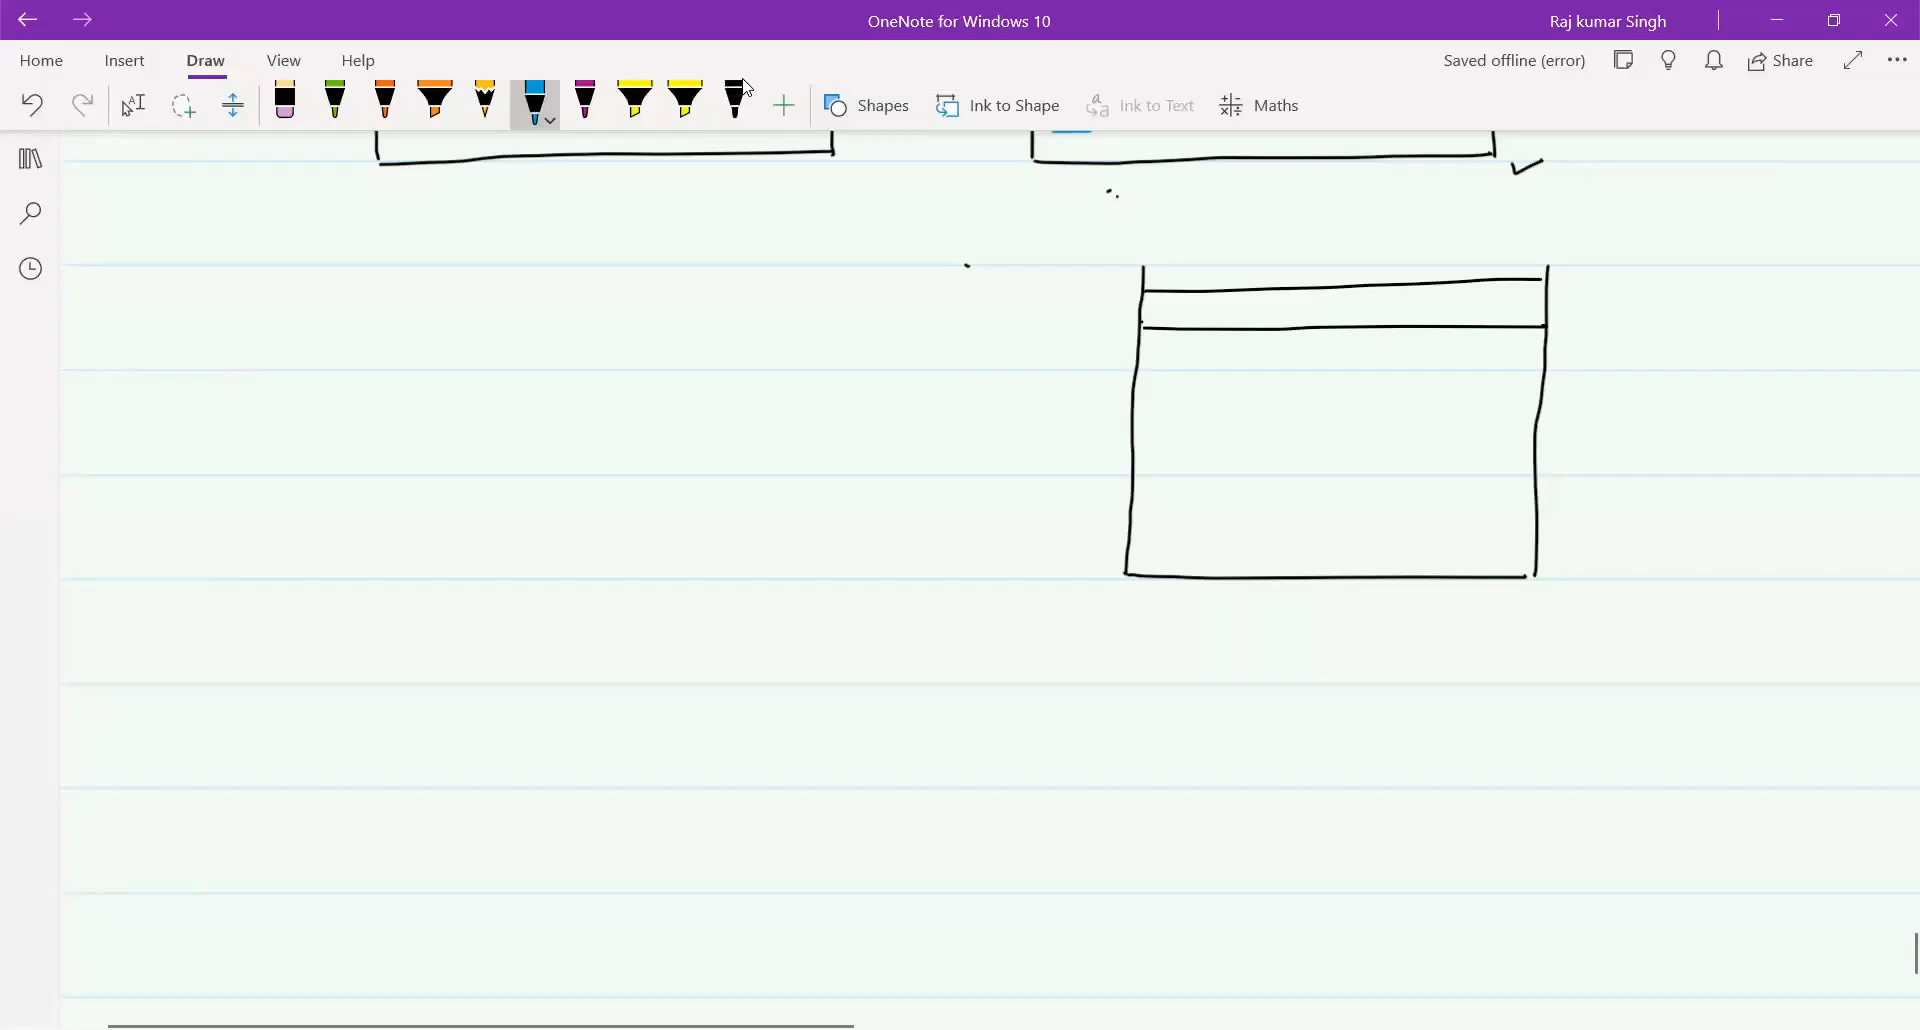 OneNote for Windows 10
Raj kumar Singh
Home Insert Draw View Help
Saved offline (error)
Share
Shapes
Ink to Shape
Ink to Text
Maths